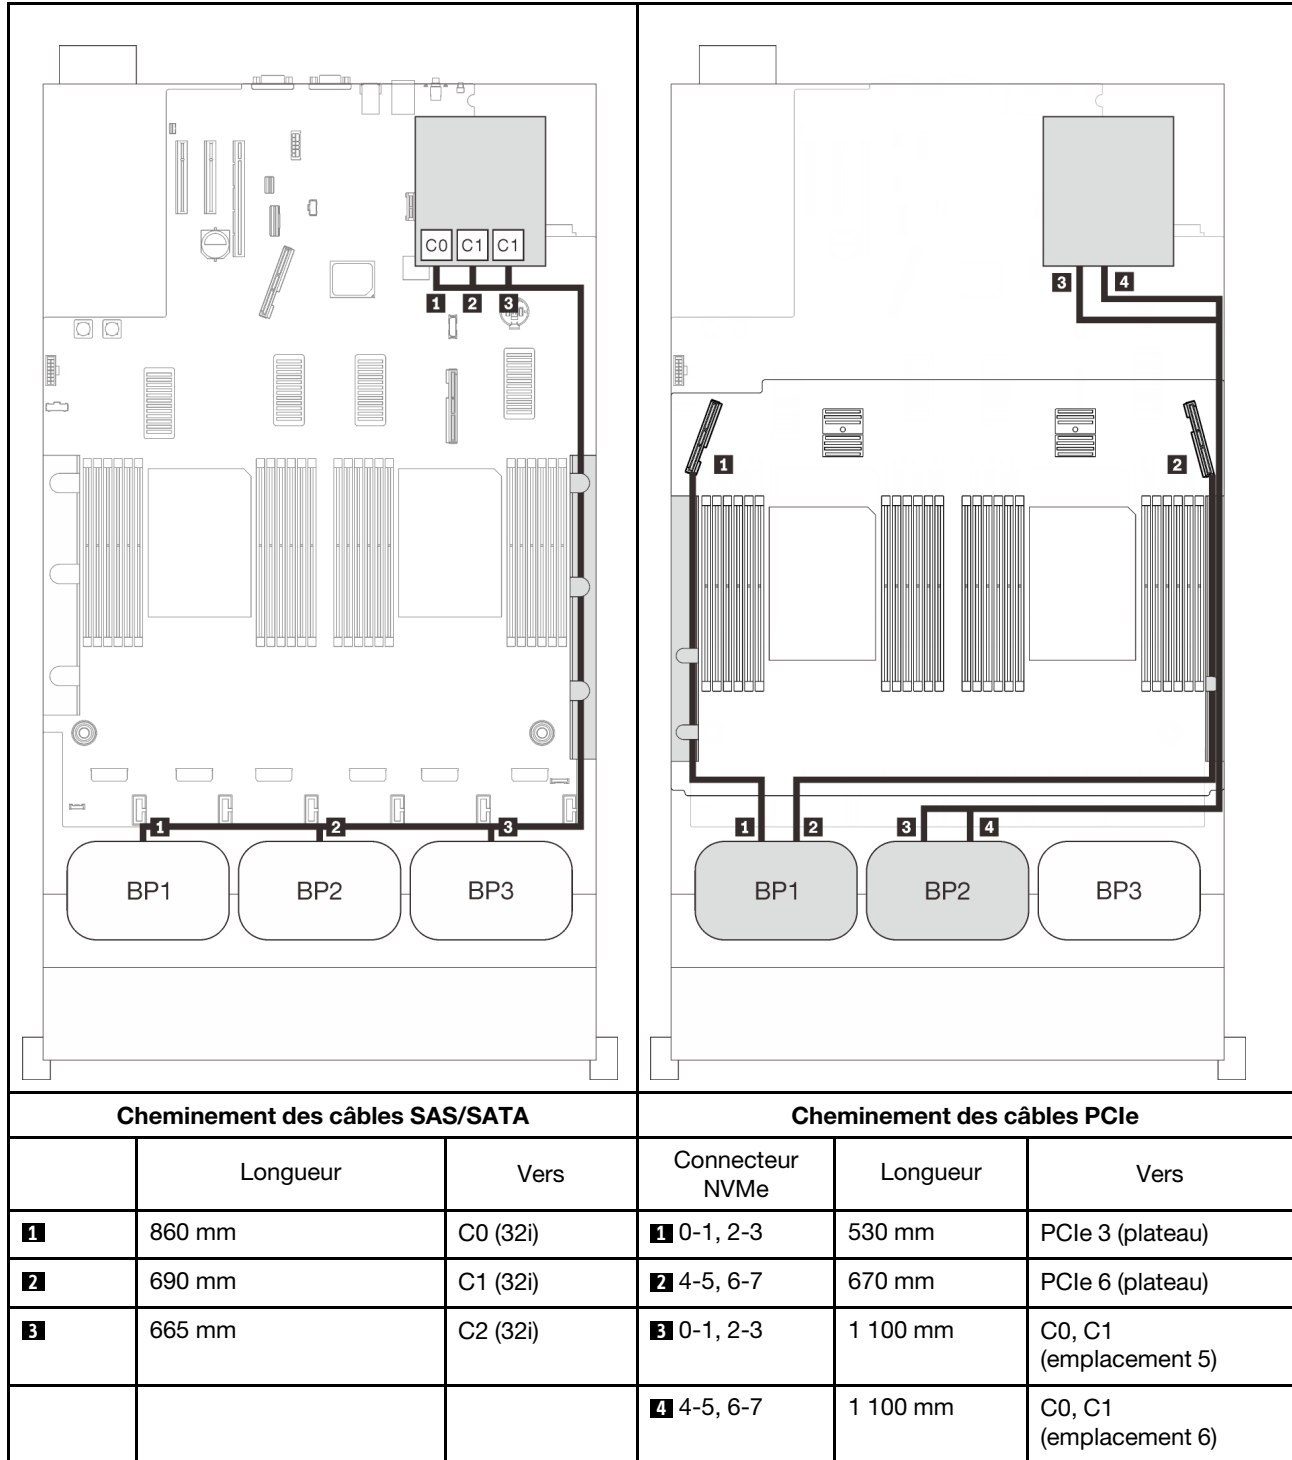 C0 C1 C1
1 2 3
1 2 3
BP1 BP2 BP3
3 4
1 2
1 2 3 4
BP1 BP2 BP3
Cheminement des câbles SAS/SATA
Cheminement des câbles PCIe
Longueur Vers
Connecteur
NVMe
Longueur Vers
1 860 mm C0 (32i)
1 0-1, 2-3 530 mm PCIe 3 (plateau)
2 690 mm C1 (32i)
2 4-5, 6-7 670 mm PCIe 6 (plateau)
3 665 mm C2 (32i)
3 0-1, 2-3 1 100 mm C0, C1
(emplacement 5)
4 4-5, 6-7 1 100 mm C0, C1
(emplacement 6)